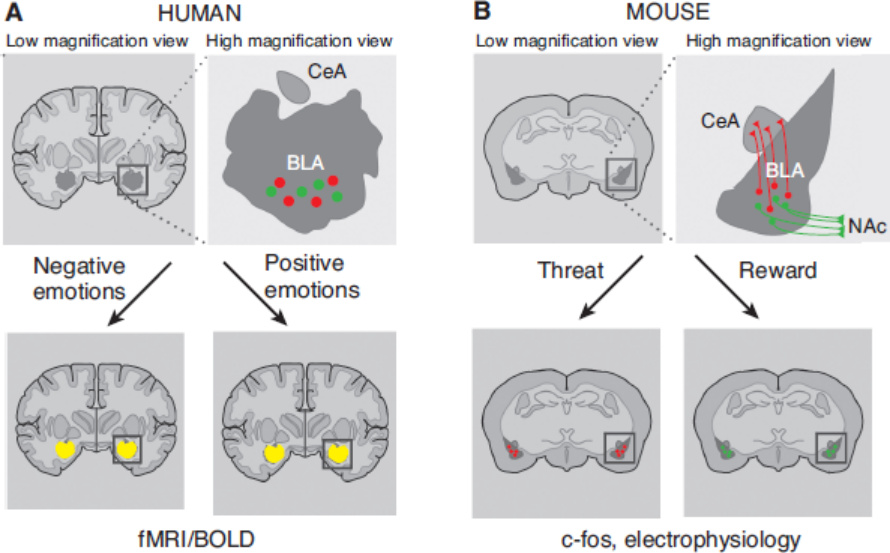 A
HUMAN
Low magnification view
High magnification view
CeA
BLA
Negative
emotions
Positive
emotions
fMRI/BOLD
B
MOUSE
Low magnification view
High magnification view
CeA
BLA
NAc
Threat
Reward
c-fos, electrophysiology